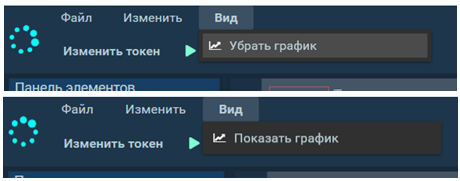 Файл Изменить Вид
Изменить токен Убрать график
Панель элементов
Файл Изменить Вид
Изменить токен Показать график